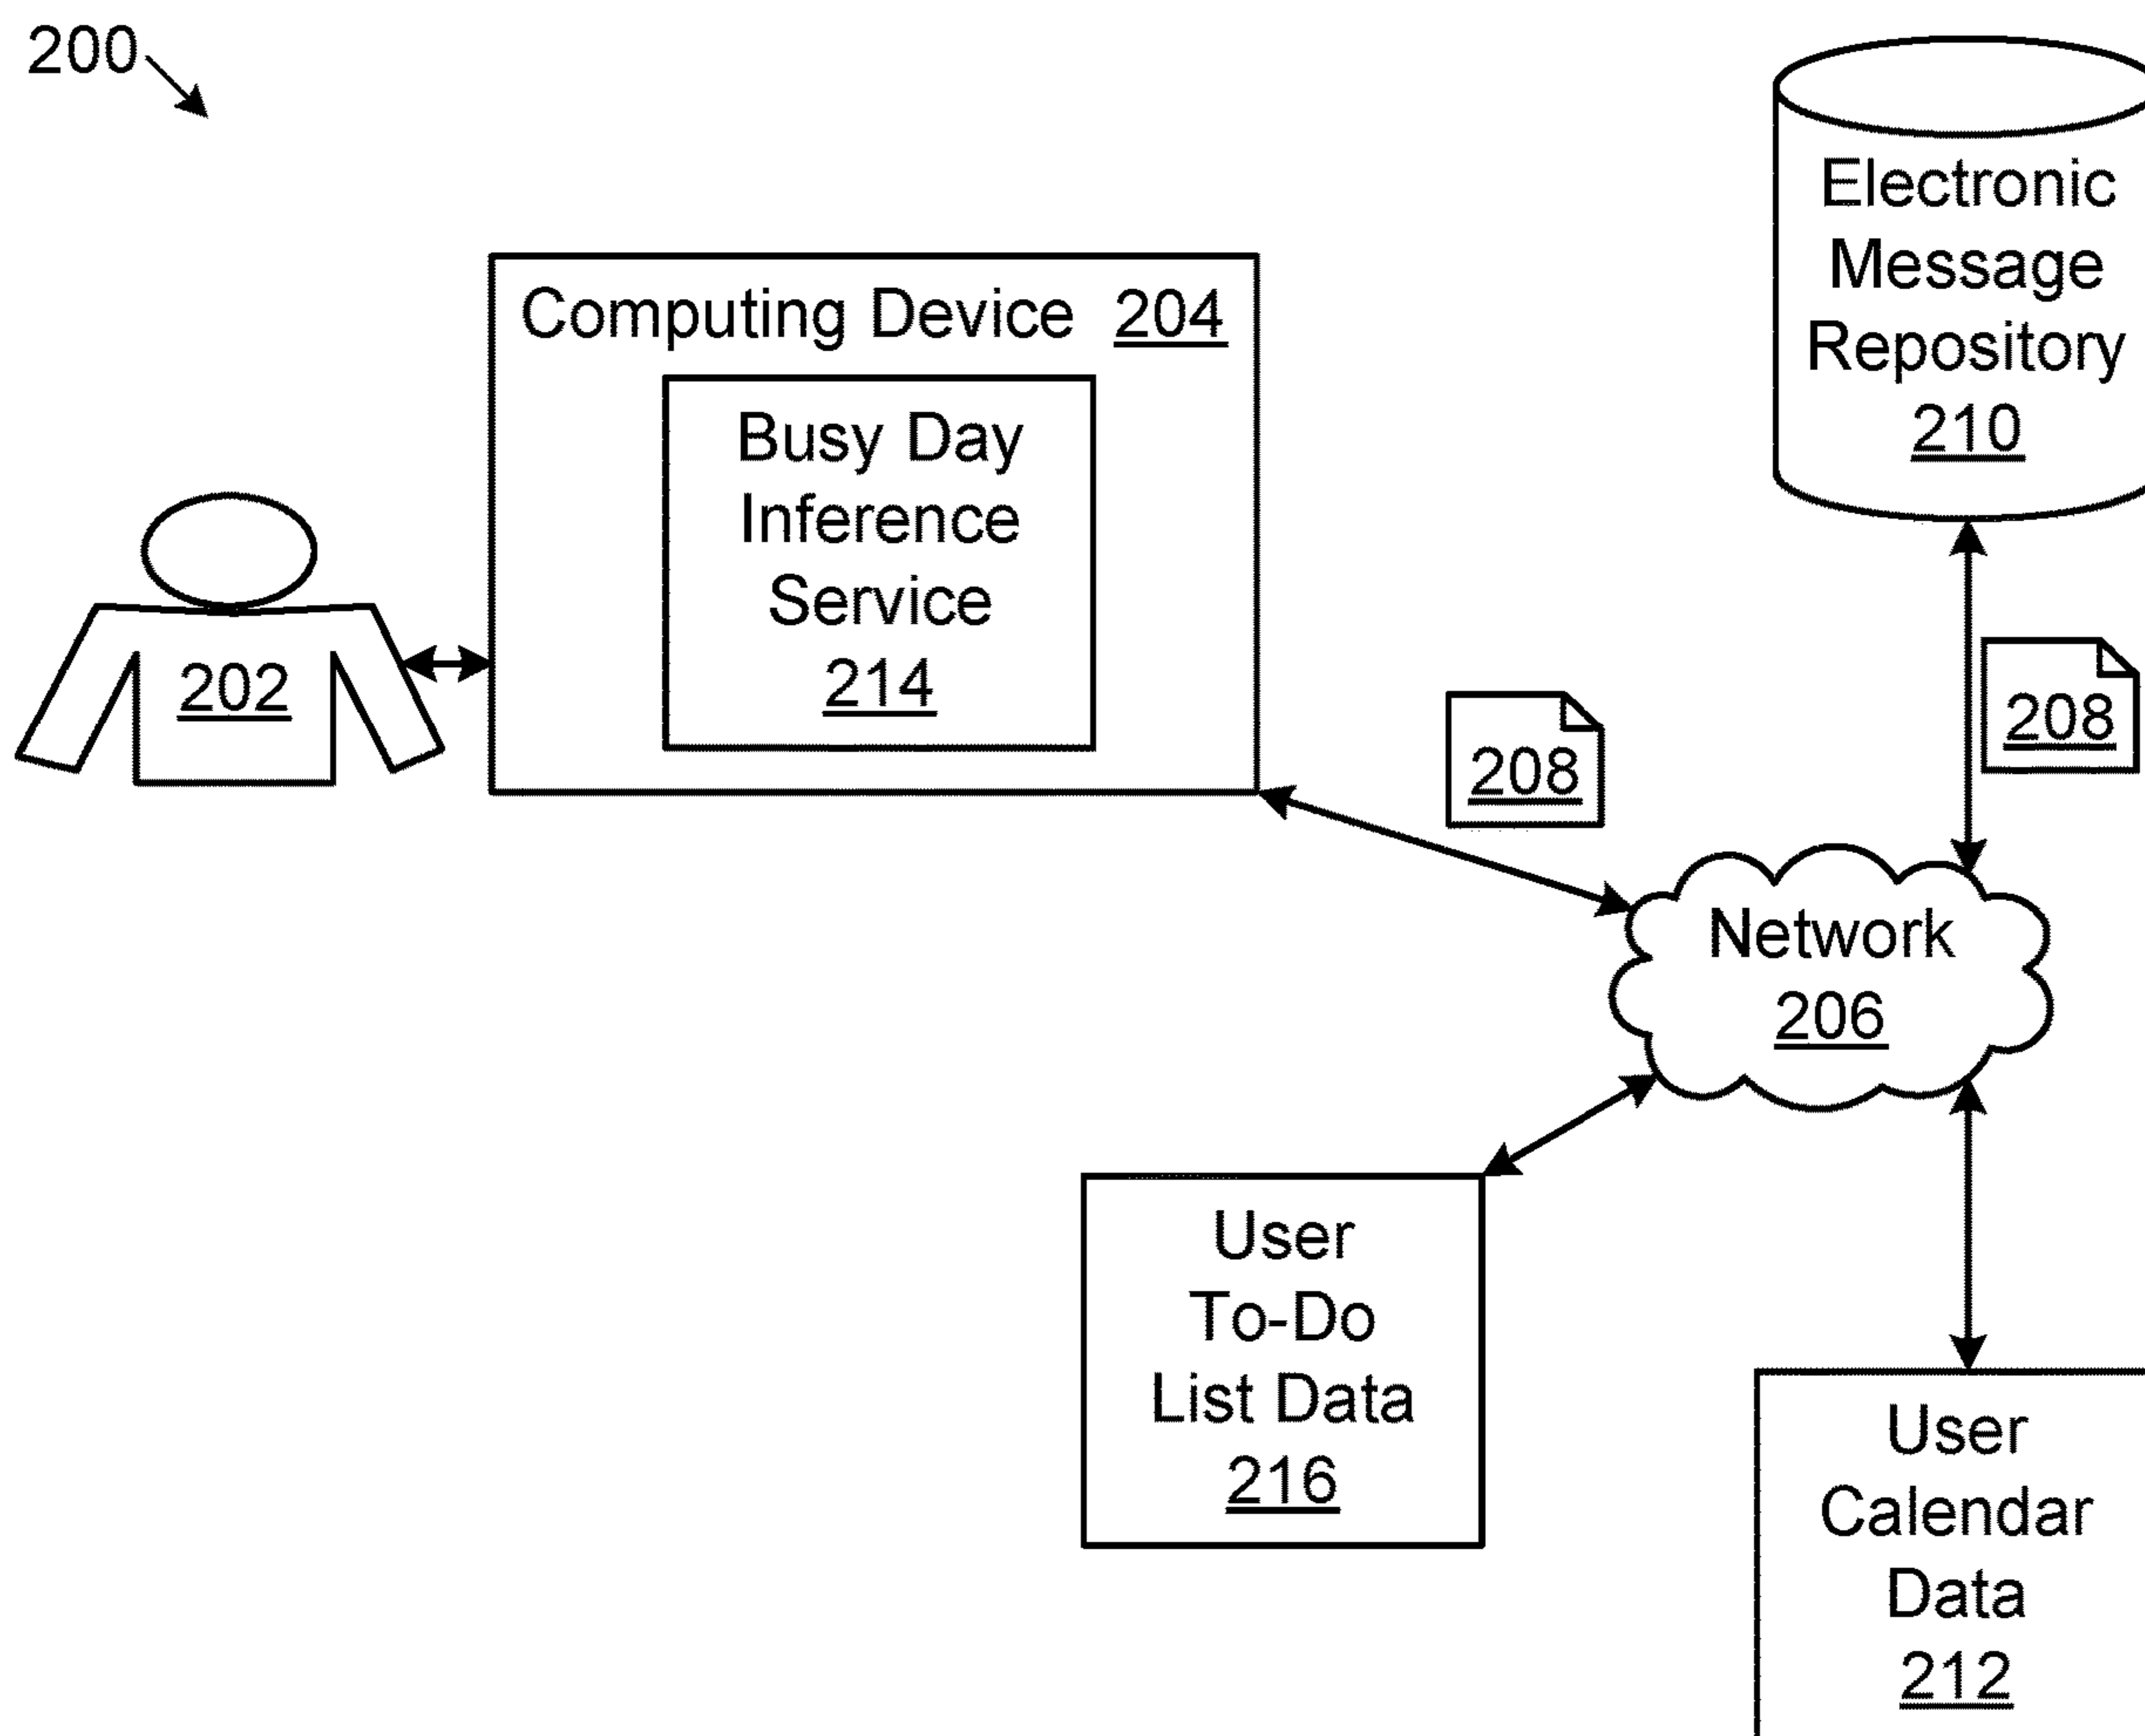 200
Electronic
Message
Repository
210
Computing Device 204
Busy Day
Inference
Service
214
202
208
208
Network
206
User
To-Do
List Data
216
User
Calendar
Data
212